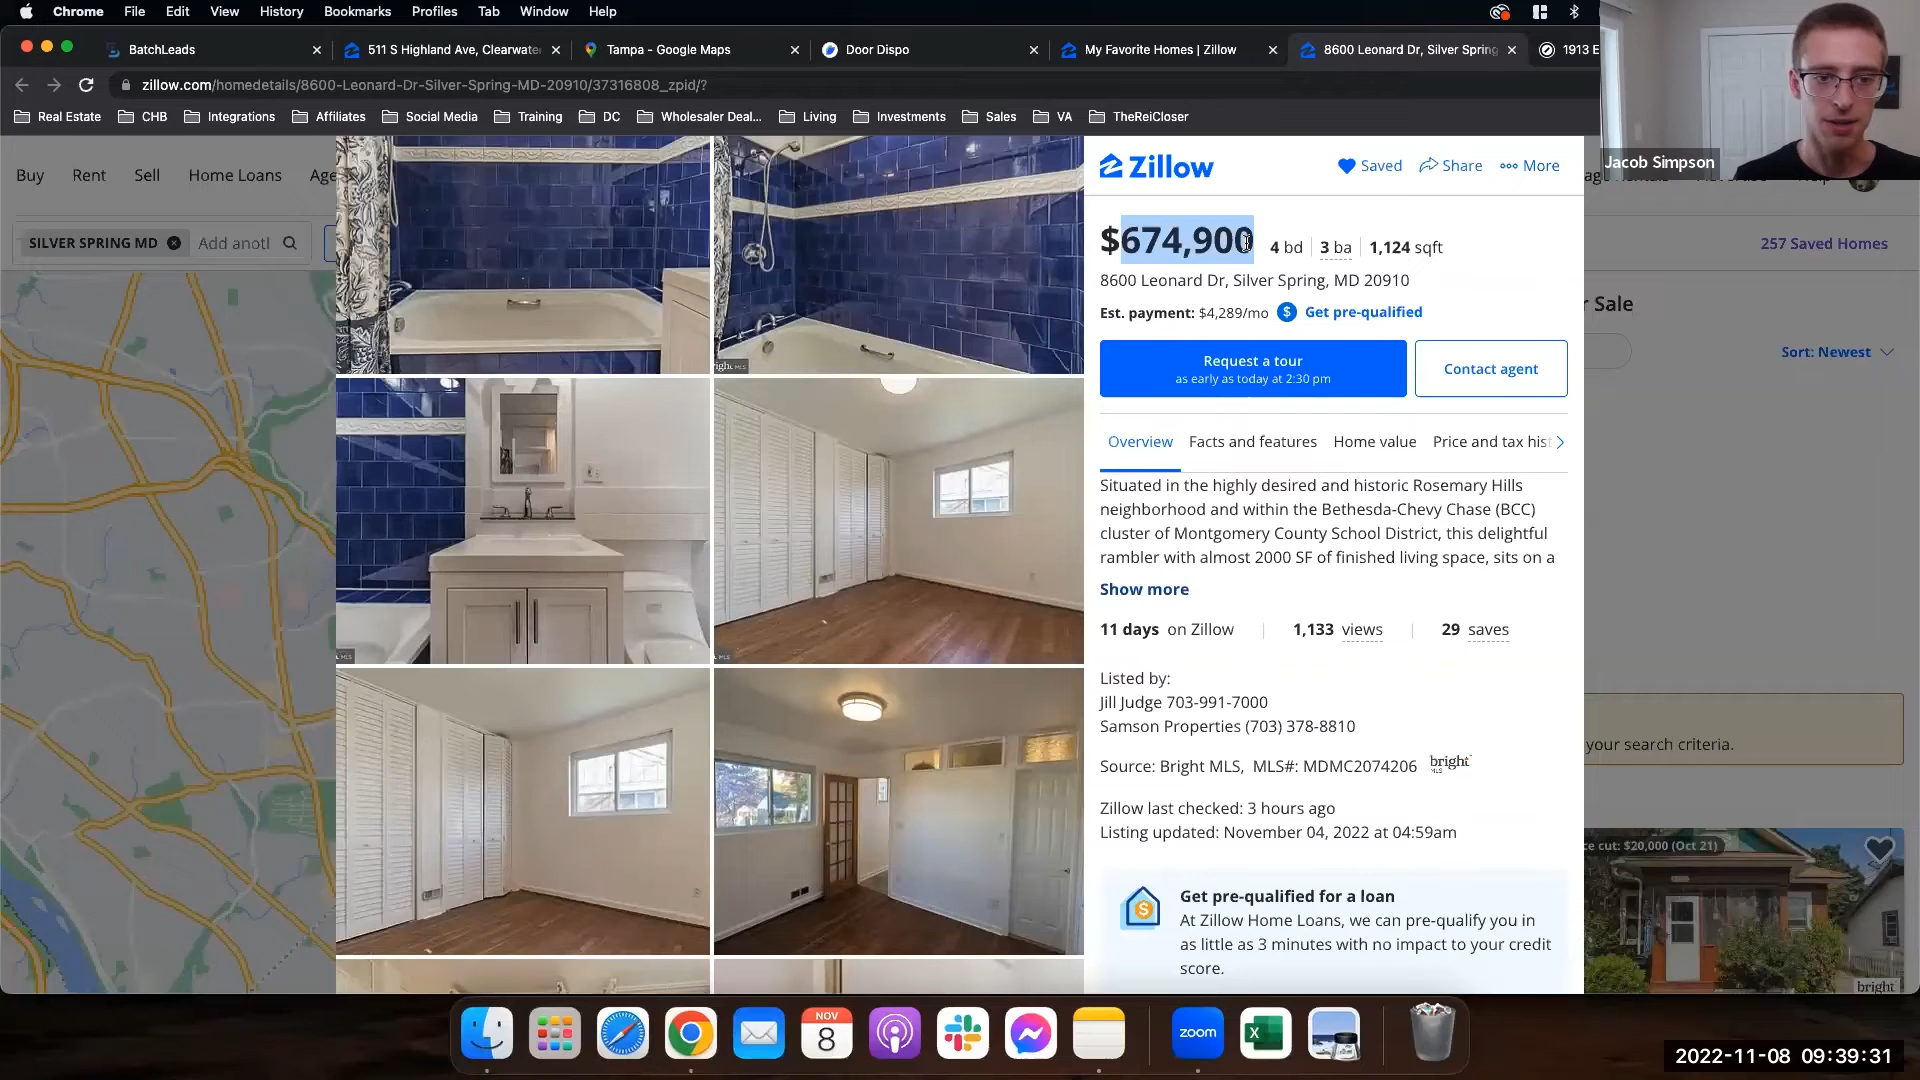 Chrome File Edit View History Bookmarks Profiles Tab Window Help
BatchLeads
511 S Highland Ave, Clearwate
Tampa - Google Maps
Door Dispo
My Favorite Homes | Zillow
8600 Leonard Dr, Silver Spring
1913 E
zillow.com/homedetails/8600-Leonard-Dr-Silver-Spring-MD-20910/37316808_zpid/?
Real Estate CHB Integrations Affiliates Social Media Training DC Wholesaler Deal... Living Investments Sales VA TheReiCloser
Jacob Simpson
Buy Rent Sell Home Loans Age
SILVER SPRING MD Add anotl
257 Saved Homes
r Sale
Sort: Newest
your search criteria.
ce cut: $20,000 (Oct 21)
bright
Zillow Saved Share More
$674,900 4 bd 3 ba 1,124 sqft
8600 Leonard Dr, Silver Spring, MD 20910
Est. payment: $4,289/mo $ Get pre-qualified
Request a tour
as early as today at 2:30 pm
Contact agent
Overview Facts and features Home value Price and tax hist
Situated in the highly desired and historic Rosemary Hills
neighborhood and within the Bethesda-Chevy Chase (BCC)
cluster of Montgomery County School District, this delightful
rambler with almost 2000 SF of finished living space, sits on a
Show more
11 days on Zillow 1,133 views 29 saves
Listed by:
Jill Judge 703-991-7000
Samson Properties (703) 378-8810
Source: Bright MLS, MLS#: MDMC2074206 bright MLS
Zillow last checked: 3 hours ago
Listing updated: November 04, 2022 at 04:59am
Get pre-qualified for a loan
At Zillow Home Loans, we can pre-qualify you in
as little as 3 minutes with no impact to your credit
score.
NOV
8
zoom
X
2022-11-08 09:39:31